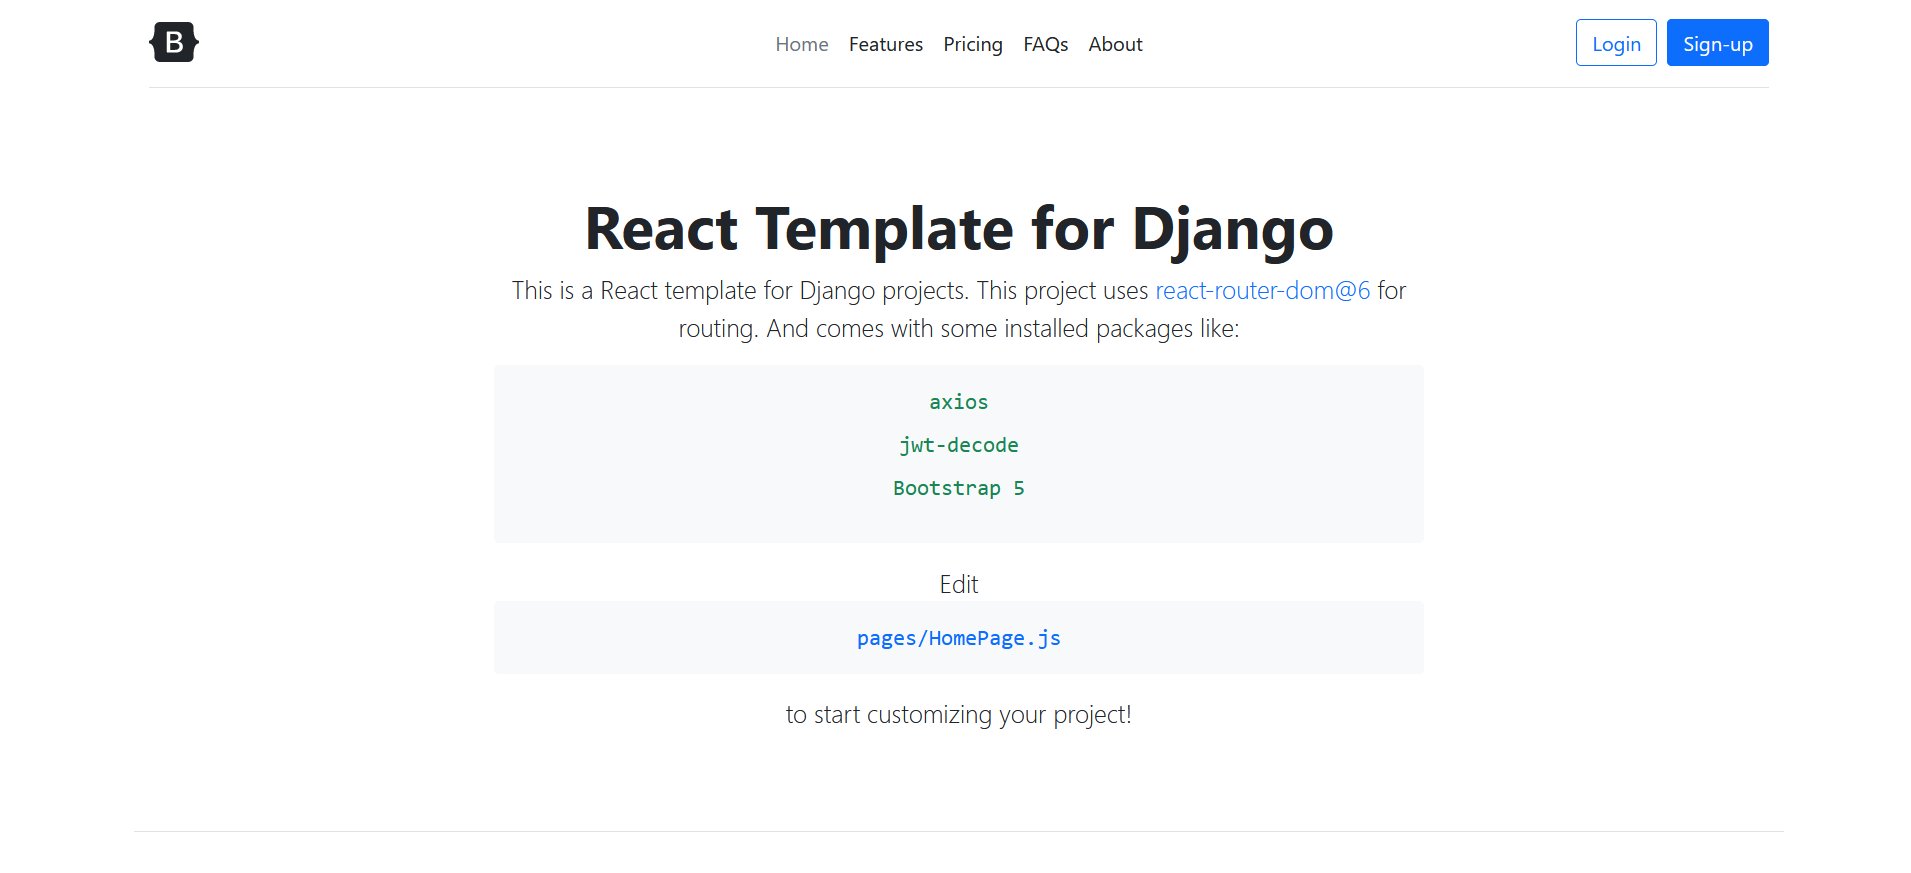 B
Home Features Pricing FAQs About
Login Sign-up
React Template for Django
This is a React template for Django projects. This project uses react-router-dom@6 for
routing. And comes with some installed packages like:
axios
jwt-decode
Bootstrap 5
Edit
pages/HomePage.js
to start customizing your project!